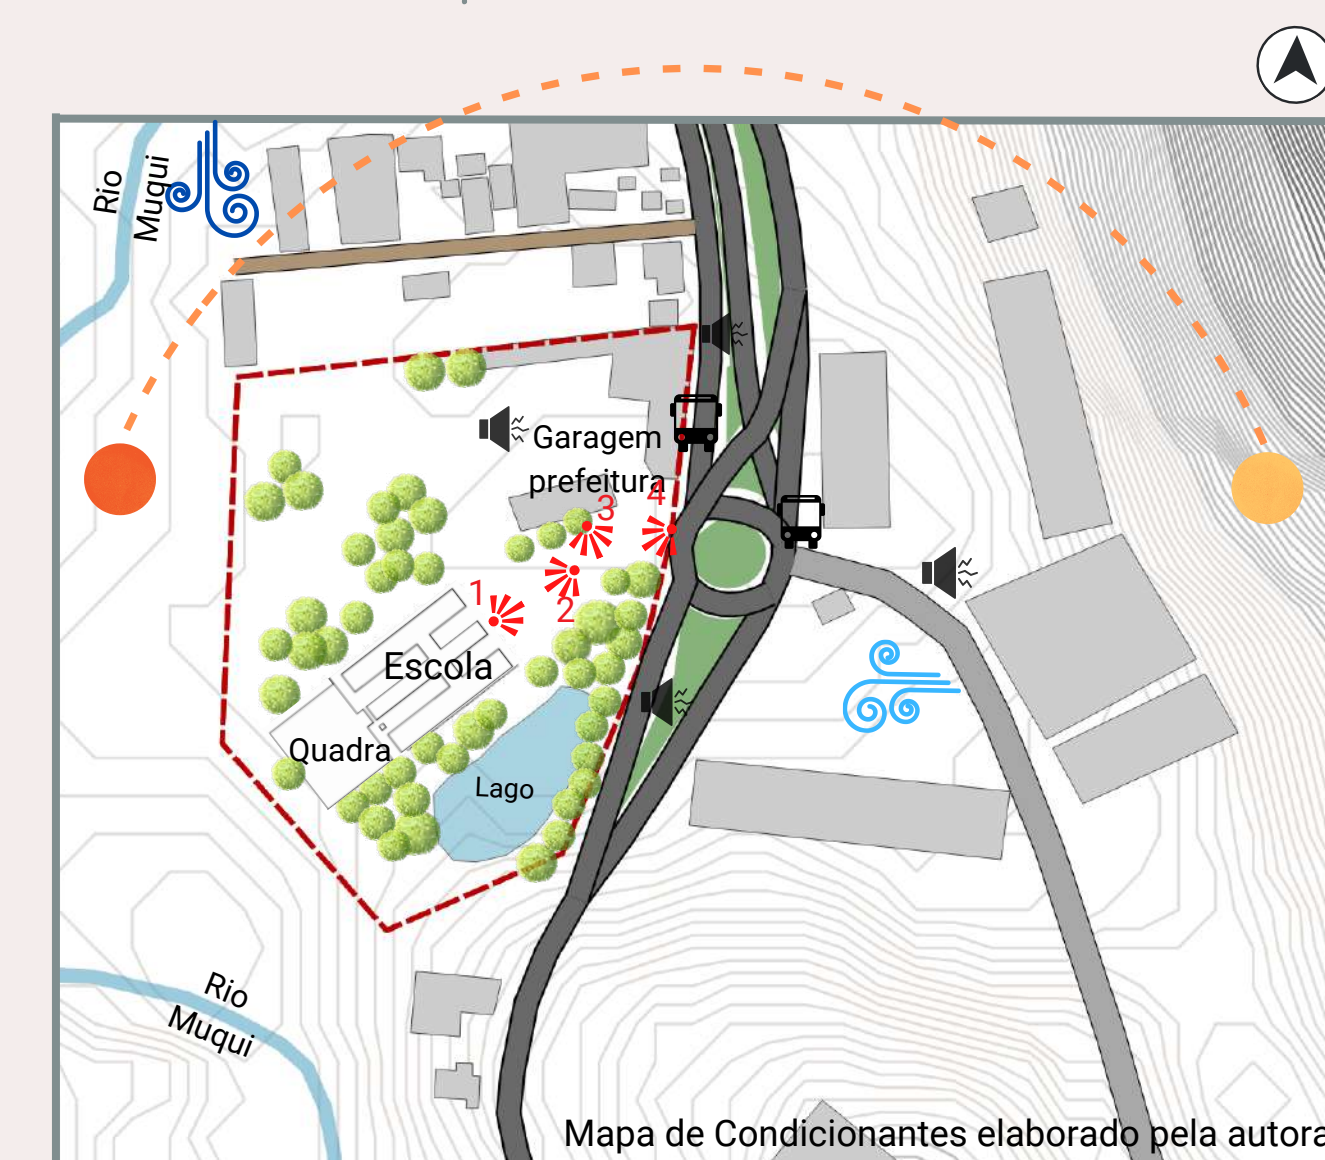 Rio
Muqui
Garagem
prefeitura
3
4
1
2
Escola
Quadra
Lago
Rio
Muqui
Mapa de Condicionantes elaborado pela autora